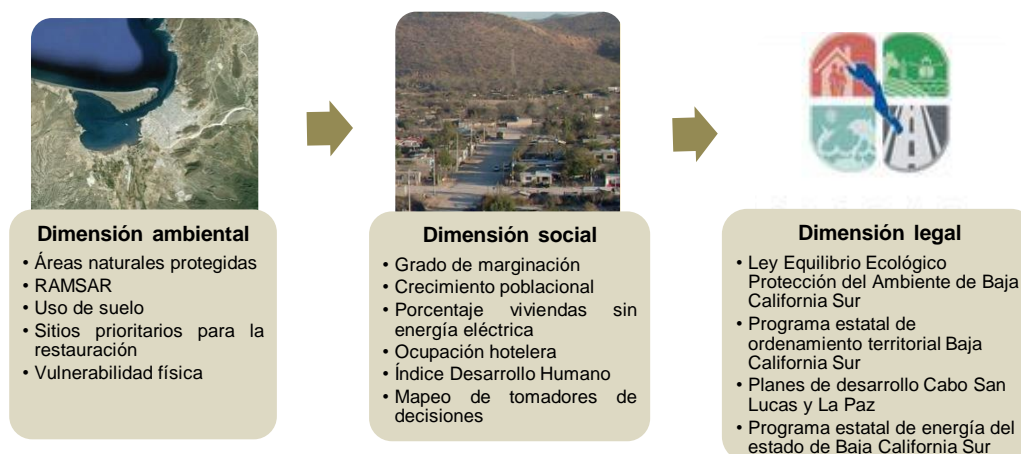 Dimensión ambiental
• Áreas naturales protegidas
• RAMSAR
• Uso de suelo
• Sitios prioritarios para la
restauración
• Vulnerabilidad física
Dimensión social
• Grado de marginación
• Crecimiento poblacional
• Porcentaje viviendas sin
energía eléctrica
• Ocupación hotelera
• Índice Desarrollo Humano
• Mapeo de tomadores de
decisiones
Dimensión legal
• Ley Equilibrio Ecológico
Protección del Ambiente de Baja
California Sur
• Programa estatal de
ordenamiento territorial Baja
California Sur
• Planes de desarrollo Cabo San
Lucas y La Paz
• Programa estatal de energía del
estado de Baja California Sur